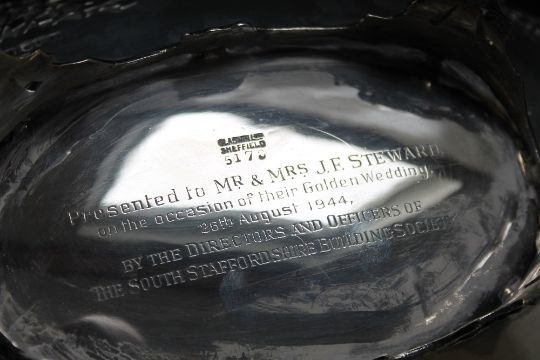 SHEFFIELD
5178
Presented to MR & MRS J.F. STEWARD,
on the occasion of their Golden Wedding,
26th August 1944,
BY THE DIRECTORS AND OFFICERS OF
THE SOUTH STAFFORDSHIRE BUILDING SOCIETY